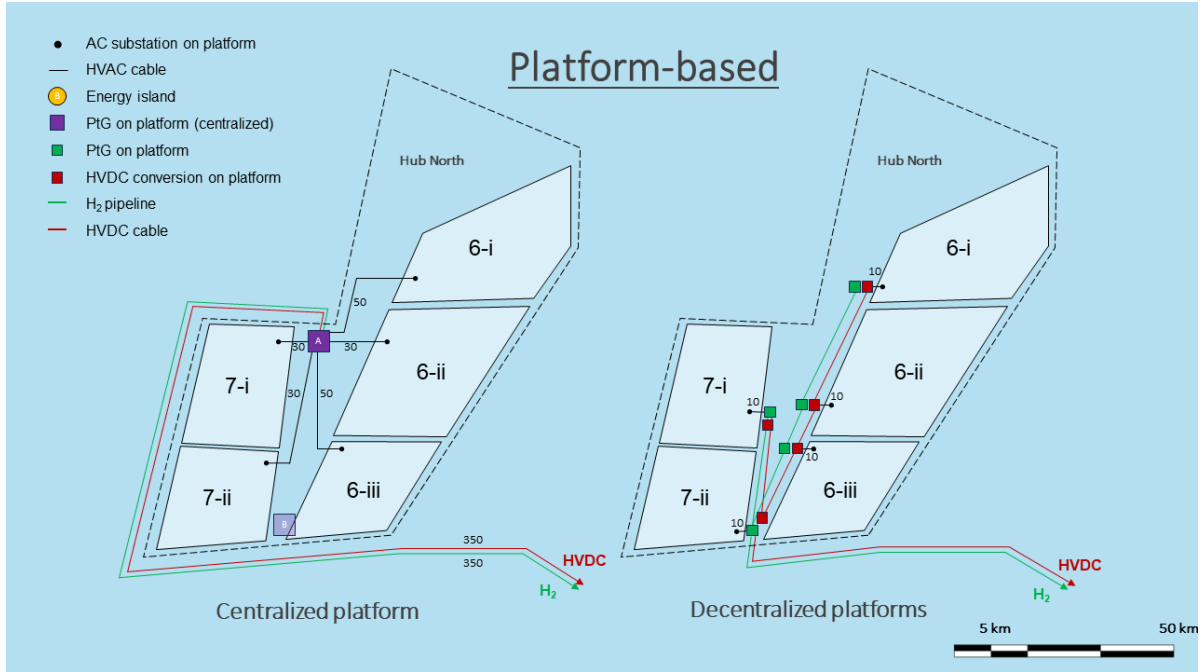 Platform-based
AC substation on platform
HVAC cable
B
Energy island
PtG on platform (centralized)
PtG on platform
HVDC conversion on platform
H₂ pipeline
HVDC cable
Hub North
6-i
50
A
30
30
6-ii
7-i
30
50
7-ii
6-iii
B
350
350
HVDC
H₂
Centralized platform
Hub North
6-i
10
6-ii
7-i
10
10
10
7-ii
6-iii
10
HVDC
H₂
Decentralized platforms
5 km
50 km